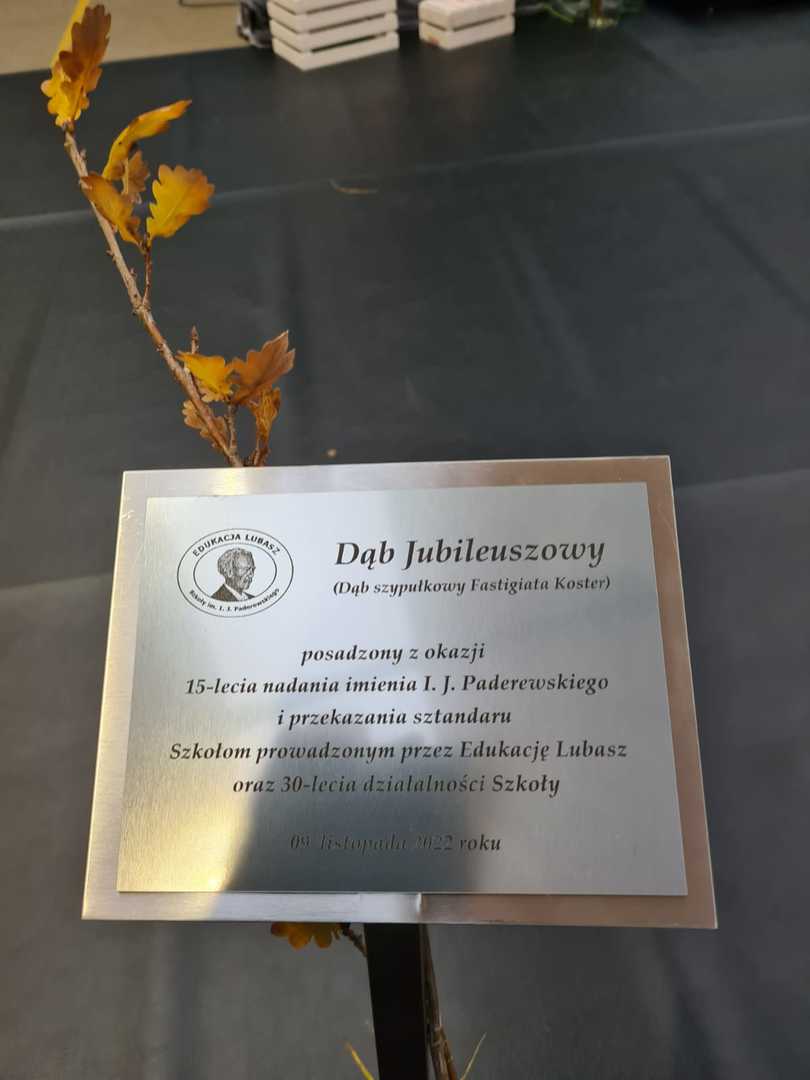 EDUKACJA LUBASZ
Szkoły im. I. J. Paderewskiego
Dąb Jubileuszowy
(Dąb szypułkowy Fastigiata Koster)
posadzony z okazji
15-lecia nadania imienia I. J. Paderewskiego
i przekazania sztandaru
Szkołom prowadzonym przez Edukację Lubasz
oraz 30-lecia działalności Szkoły
09 listopada 2022 roku